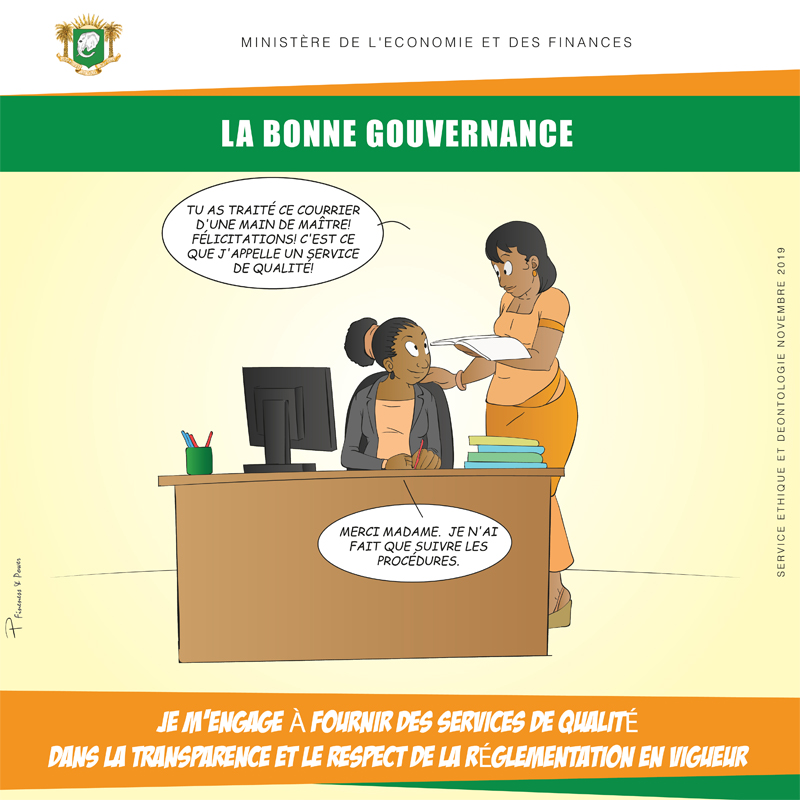 MINISTÈRE DE L'ECONOMIE ET DES FINANCES
LA BONNE GOUVERNANCE
TU AS TRAITÉ CE COURRIER
D'UNE MAIN DE MAÎTRE!
FÉLICITATIONS! C'EST CE
QUE J'APPELLE UN SERVICE
DE QUALITÉ!
MERCI MADAME. JE N'AI
FAIT QUE SUIVRE LES
PROCÉDURES.
SERVICE ETHIQUE ET DEONTOLOGIE NOVEMBRE 2019
Fineness & Power
JE M'ENGAGE À FOURNIR DES SERVICES DE QUALITÉ
DANS LA TRANSPARENCE ET LE RESPECT DE LA RÉGLEMENTATION EN VIGUEUR